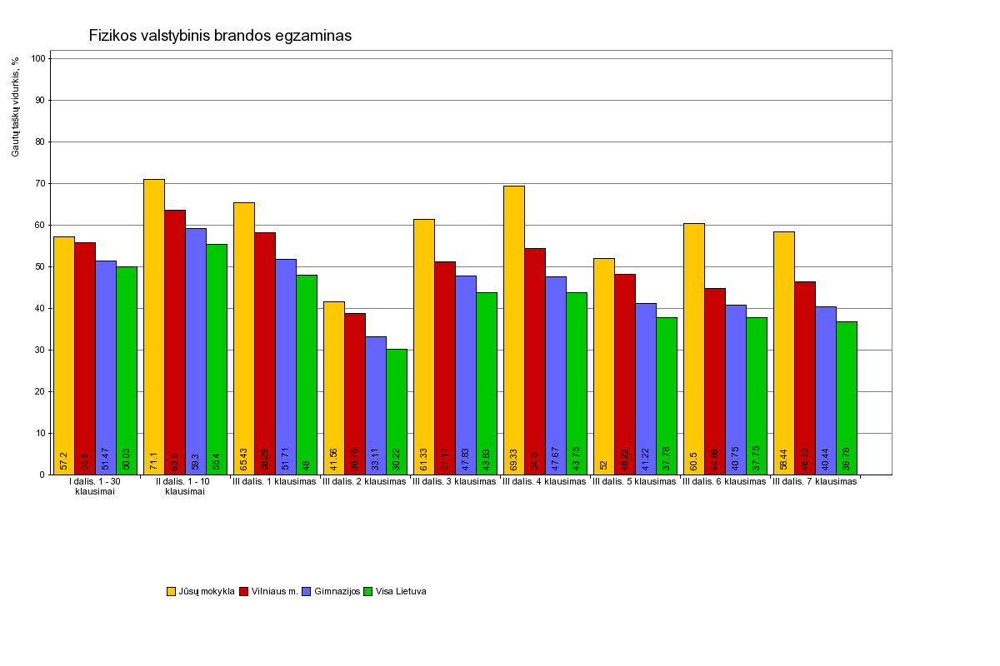 Fizikos valstybinis brandos egzaminas
Gautų taškų vidurkis, %
100
90
80
70
60
50
40
30
20
10
0
57.2 55.8 51.47 50.03 71.1 63.6 59.3 55.4 65.43 58.29 51.71 48 41.56 38.78 33.11 30.22 61.33 51.17 47.83 43.83 69.33 54.5 47.67 43.75 52 48.22 41.22 37.78 60.5 44.88 40.75 37.75 58.44 46.33 40.44 36.78
I dalis. 1 - 30 klausimai
II dalis. 1 - 10 klausimai
III dalis. 1 klausimas
III dalis. 2 klausimas
III dalis. 3 klausimas
III dalis. 4 klausimas
III dalis. 5 klausimas
III dalis. 6 klausimas
III dalis. 7 klausimas
Jūsų mokykla Vilniaus m. Gimnazijos Visa Lietuva